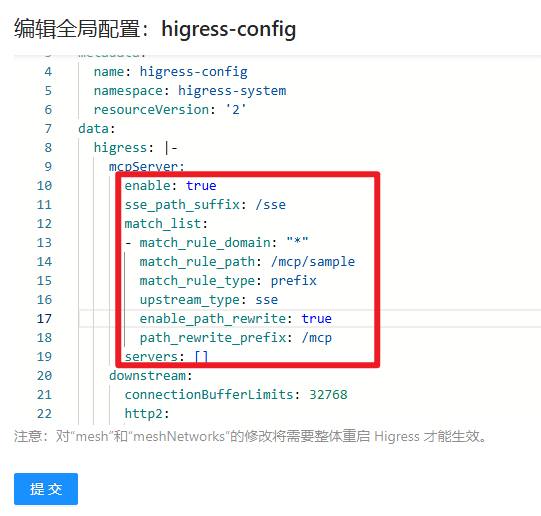 编辑全局配置：higress-config
3 metadata:
4 name: higress-config
5 namespace: higress-system
6 resourceVersion: '2'
7 data:
8 higress: |-
9 mcpServer:
10 enable: true
11 sse_path_suffix: /sse
12 match_list:
13 - match_rule_domain: "*"
14 match_rule_path: /mcp/sample
15 match_rule_type: prefix
16 upstream_type: sse
17 enable_path_rewrite: true
18 path_rewrite_prefix: /mcp
19 servers: []
20 downstream:
21 connectionBufferLimits: 32768
22 http2:
注意：对“mesh”和“meshNetworks”的修改将需要整体重启 Higress 才能生效。
提 交